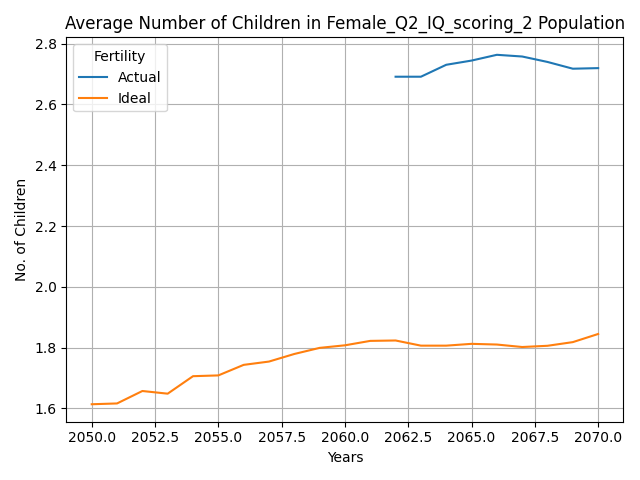 Average Number of Children in Female_Q2_IQ_scoring_2 Population
Fertility
Actual
Ideal
No. of Children
2.8
2.6
2.4
2.2
2.0
1.8
1.6
2050.0 2052.5 2055.0 2057.5 2060.0 2062.5 2065.0 2067.5 2070.0
Years